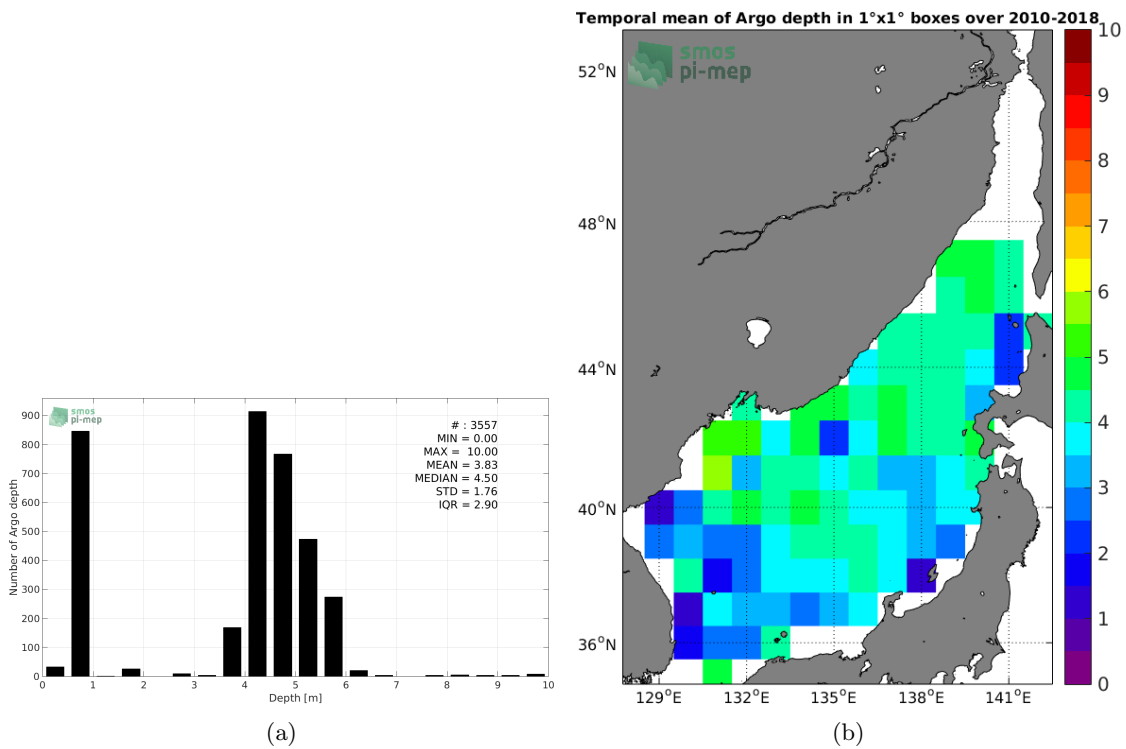 Temporal mean of Argo depth in 1°x1° boxes over 2010-2018
smos
pi-mep
52°N
48°N
44°N
40°N
36°N
129°E
132°E
135°E
138°E
141°E
10
9
8
7
6
5
4
3
2
1
0
(b)
smos
pi-mep
# : 3557
MIN = 0.00
MAX = 10.00
MEAN = 3.83
MEDIAN = 4.50
STD = 1.76
IQR = 2.90
Number of Argo depth
900
800
700
600
500
400
300
200
100
0
0
1
2
3
4
5
6
7
8
9
10
Depth [m]
(a)